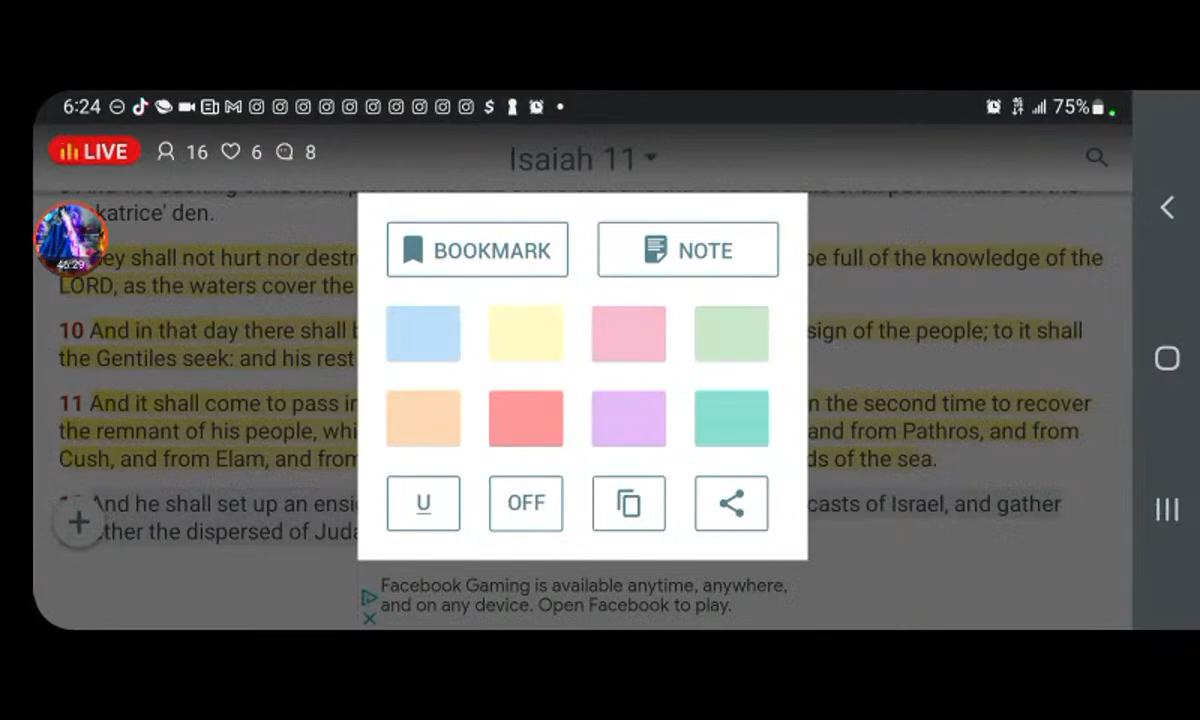 6:24 $ 75%
LIVE 16 6 8 Isaiah 11
katrice' den.
46:29
ey shall not hurt nor destr be full of the knowledge of the
LORD, as the waters cover the
10 And in that day there shall sign of the people; to it shall
the Gentiles seek: and his rest
11 And it shall come to pass in the second time to recover
the remnant of his people, whi and from Pathros, and from
Cush, and from Elam, and from ds of the sea.
And he shall set up an ensi casts of Israel, and gather
ther the dispersed of Juda
BOOKMARK NOTE
U OFF
Facebook Gaming is available anytime, anywhere,
and on any device. Open Facebook to play.